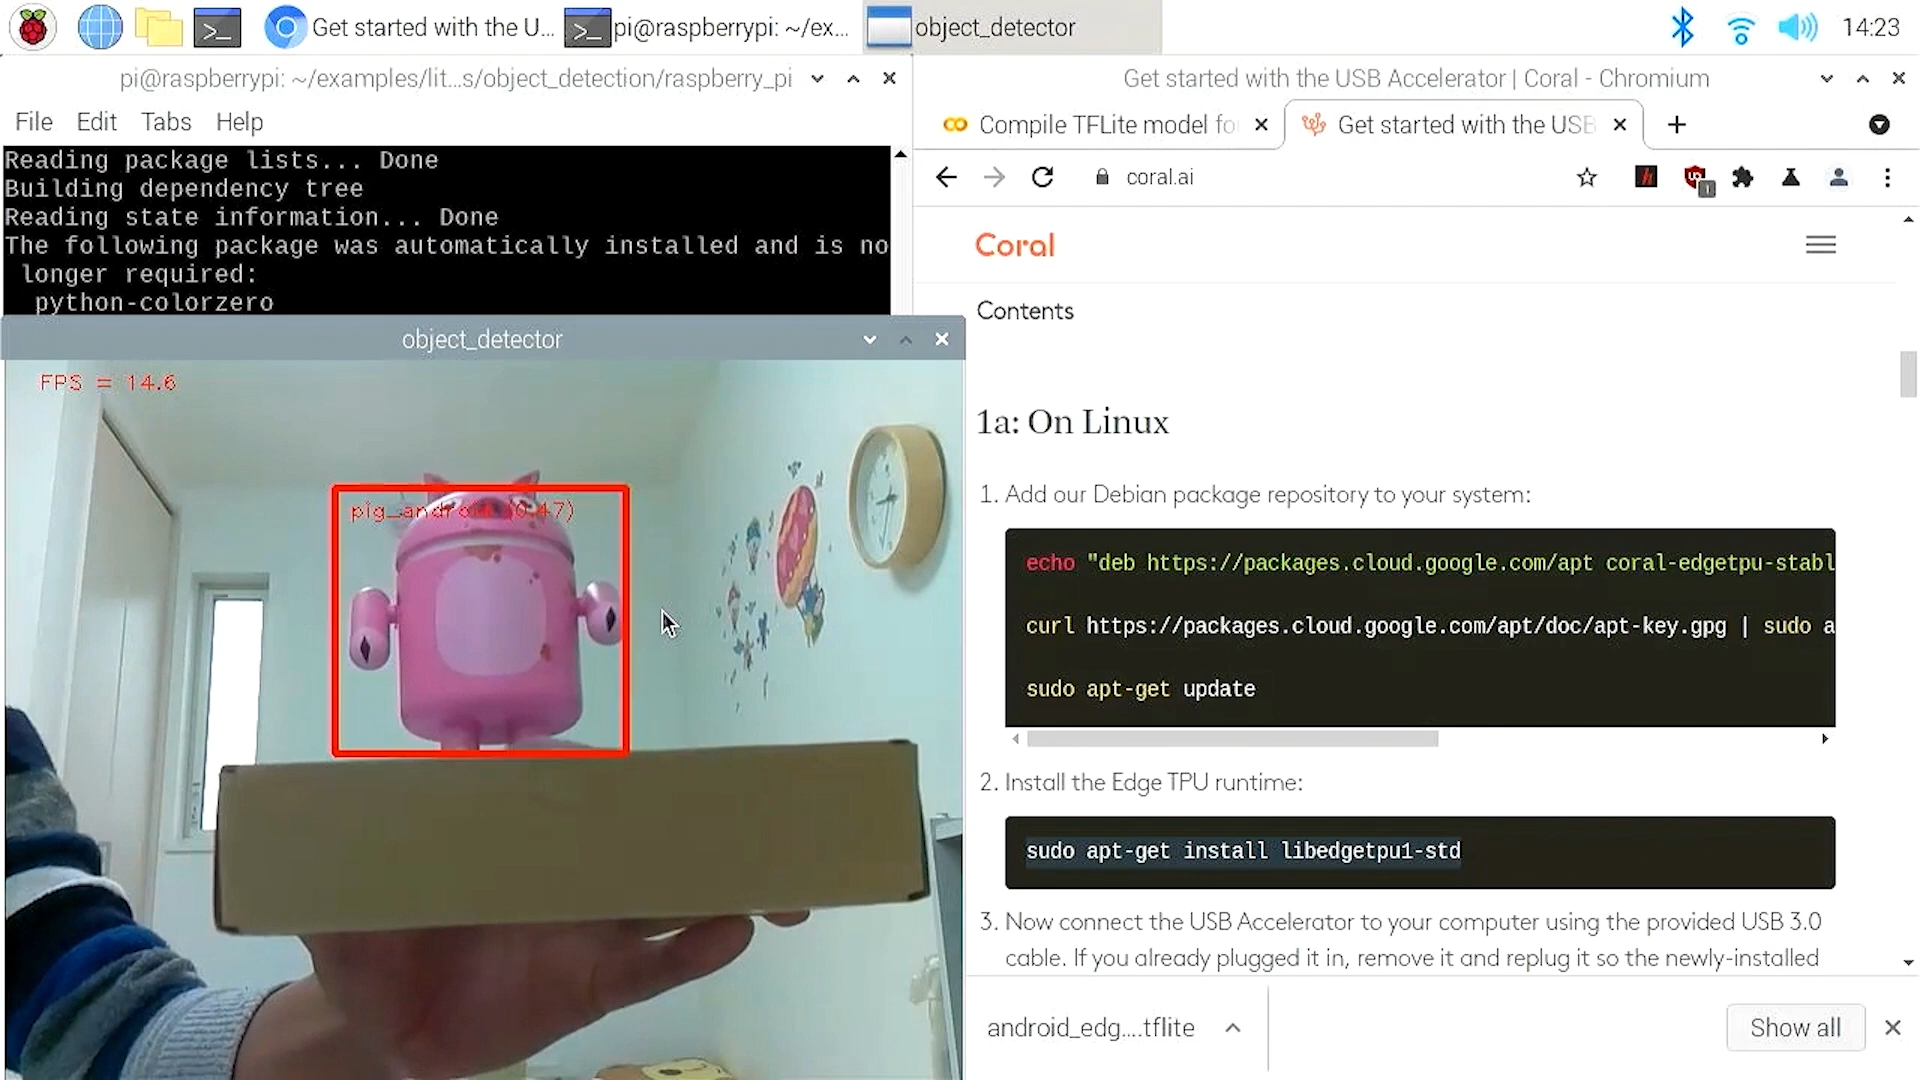 Get started with the U...
pi@raspberrypi: ~/ex...
object_detector
14:23
pi@raspberrypi: ~/examples/lit...s/object_detection/raspberry_pi
File Edit Tabs Help
Reading package lists... Done
Building dependency tree
Reading state information... Done
The following package was automatically installed and is no
longer required:
python-colorzero
object_detector
FPS = 14.6
pig_android (0.47)
Get started with the USB Accelerator | Coral - Chromium
Compile TFLite model fo
Get started with the USB
coral.ai
1
Coral
Contents
1a: On Linux
1. Add our Debian package repository to your system:
echo "deb https://packages.cloud.google.com/apt coral-edgetpu-stabl
curl https://packages.cloud.google.com/apt/doc/apt-key.gpg | sudo a
sudo apt-get update
2. Install the Edge TPU runtime:
sudo apt-get install libedgetpu1-std
3. Now connect the USB Accelerator to your computer using the provided USB 3.0
cable. If you already plugged it in, remove it and replug it so the newly-installed
android_edg....tflite
Show all